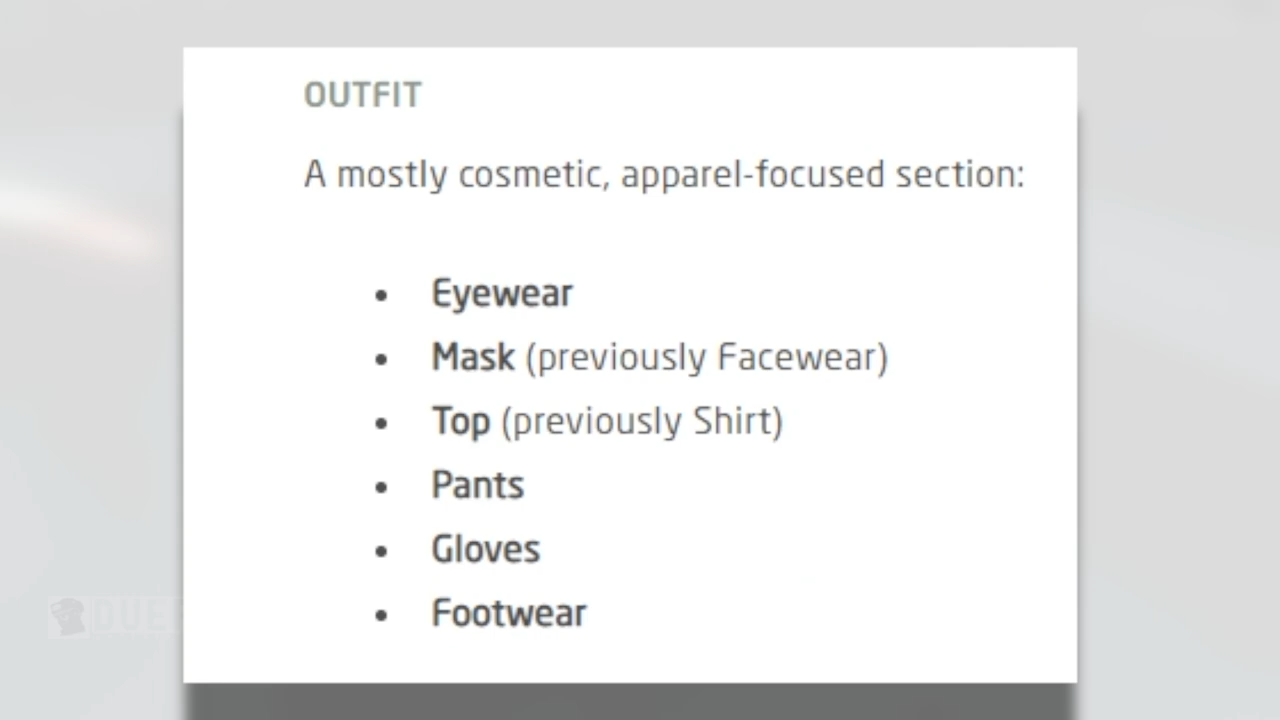 OUTFIT
A mostly cosmetic, apparel-focused section:
• Eyewear
• Mask (previously Facewear)
• Top (previously Shirt)
• Pants
• Gloves
• Footwear